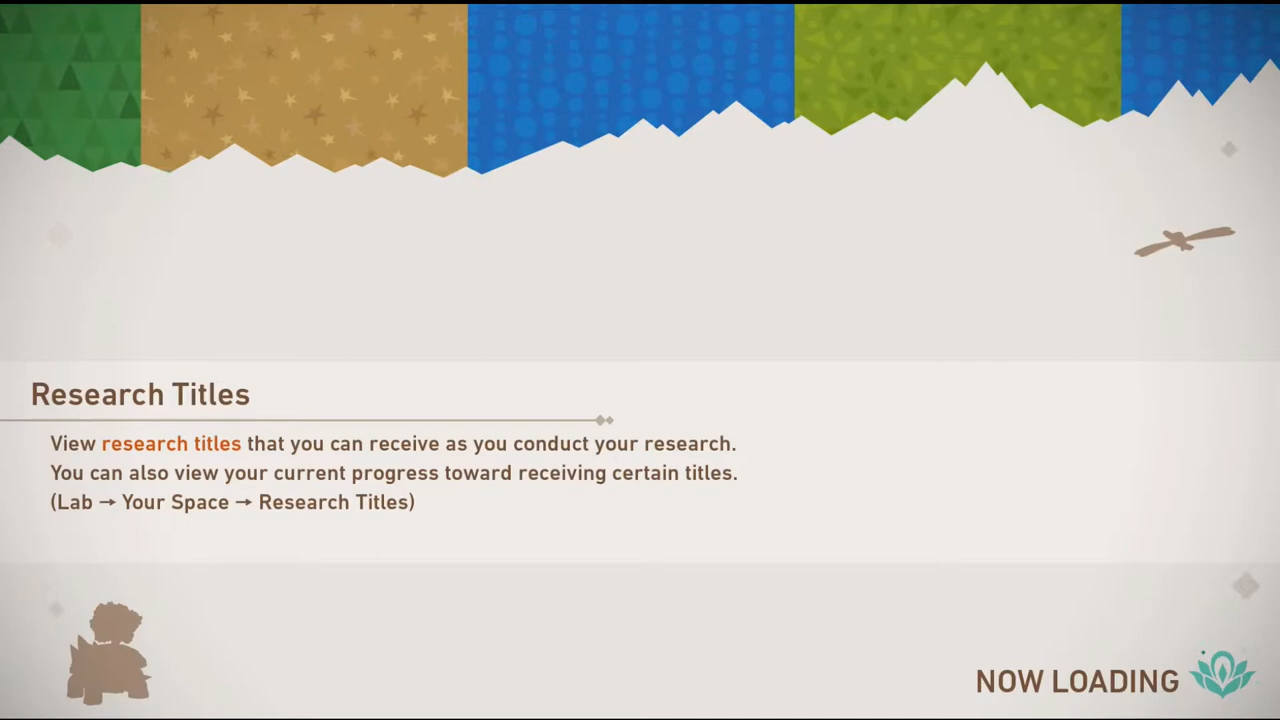 Research Titles
View research titles that you can receive as you conduct your research.
You can also view your current progress toward receiving certain titles.
(Lab → Your Space → Research Titles)
NOW LOADING